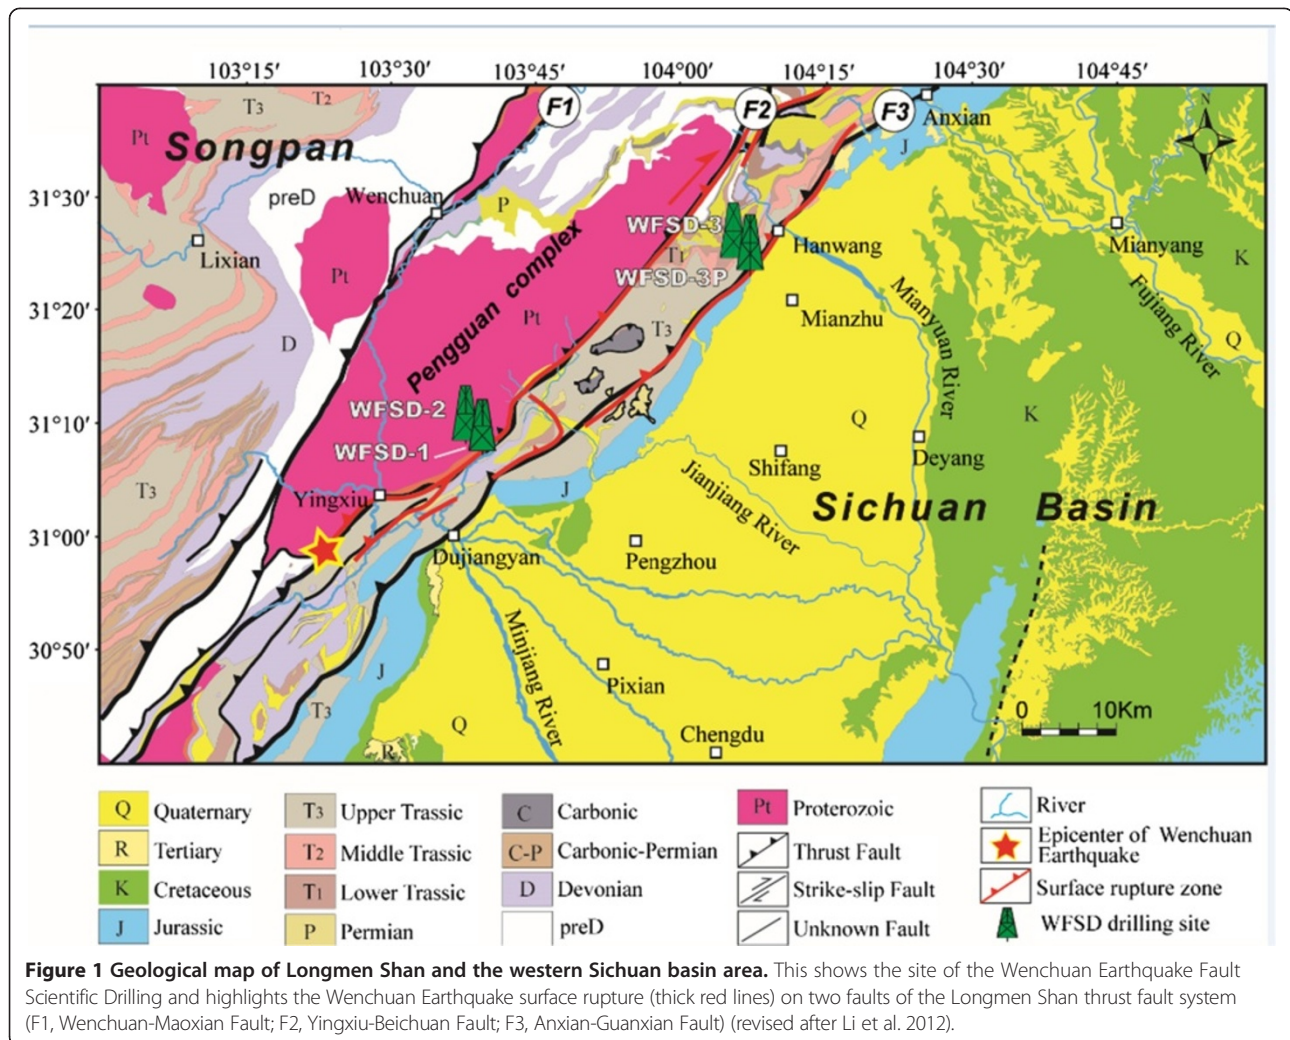 103°15′ 103°30′ 103°45′ 104°00′ 104°15′ 104°30′ 104°45′
T3
T2
F1
F2
F3
Anxian
N
Pt
Songpan
J
31°30′
preD
Wenchuan
P
WFSD-3
Hanwang
Mianyang
K
Lixian
Pt
T1
WFSD-3P
Pengguan complex
Mianyuan River
Fujiang River
31°20′
Pt
T3
Mianzhu
D
Q
31°10′
WFSD-2
WFSD-1
Q
K
Deyang
Shifang
T3
Yingxiu
J
Jianjiang River
Sichuan Basin
31°00′
Dujiangyan
Pengzhou
30°50′
J
Minjiang River
Pixian
T3
Q
Chengdu
R
0 10Km
Q Quaternary
R Tertiary
K Cretaceous
J Jurassic
T3 Upper Trassic
T2 Middle Trassic
T1 Lower Trassic
P Permian
C Carbonic
C-P Carbonic-Permian
D Devonian
preD
Pt Proterozoic
Thrust Fault
Strike-slip Fault
Unknown Fault
River
Epicenter of Wenchuan
Earthquake
Surface rupture zone
WFSD drilling site
Figure 1 Geological map of Longmen Shan and the western Sichuan basin area. This shows the site of the Wenchuan Earthquake Fault
Scientific Drilling and highlights the Wenchuan Earthquake surface rupture (thick red lines) on two faults of the Longmen Shan thrust fault system
(F1, Wenchuan-Maoxian Fault; F2, Yingxiu-Beichuan Fault; F3, Anxian-Guanxian Fault) (revised after Li et al. 2012).